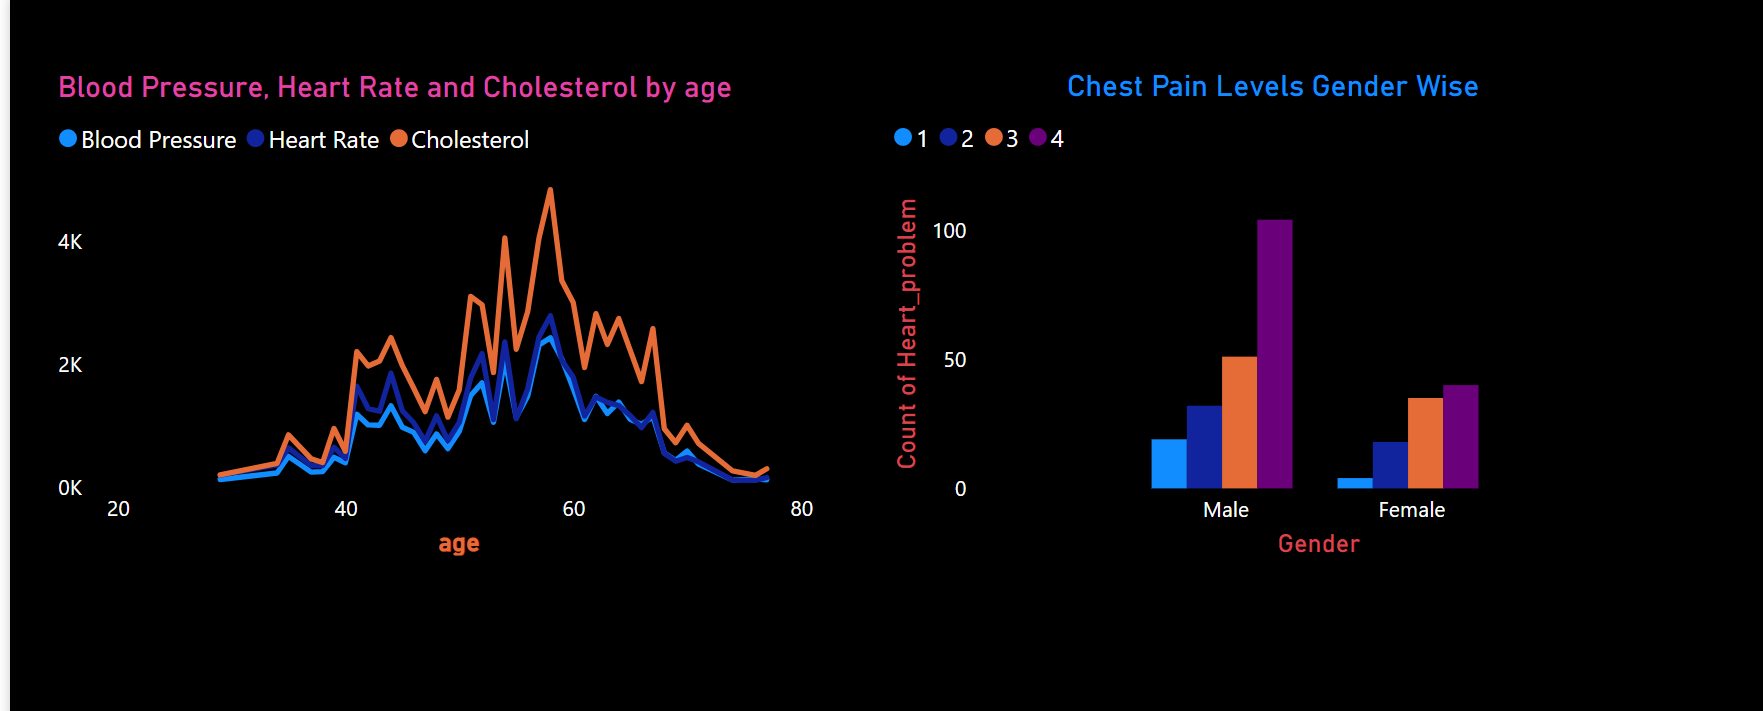 Blood Pressure, Heart Rate and Cholesterol by age
Blood Pressure Heart Rate Cholesterol
4K
2K
0K
20 40 60 80
age
Chest Pain Levels Gender Wise
1 2 3 4
Count of Heart_problem
100
50
0
Male Female
Gender